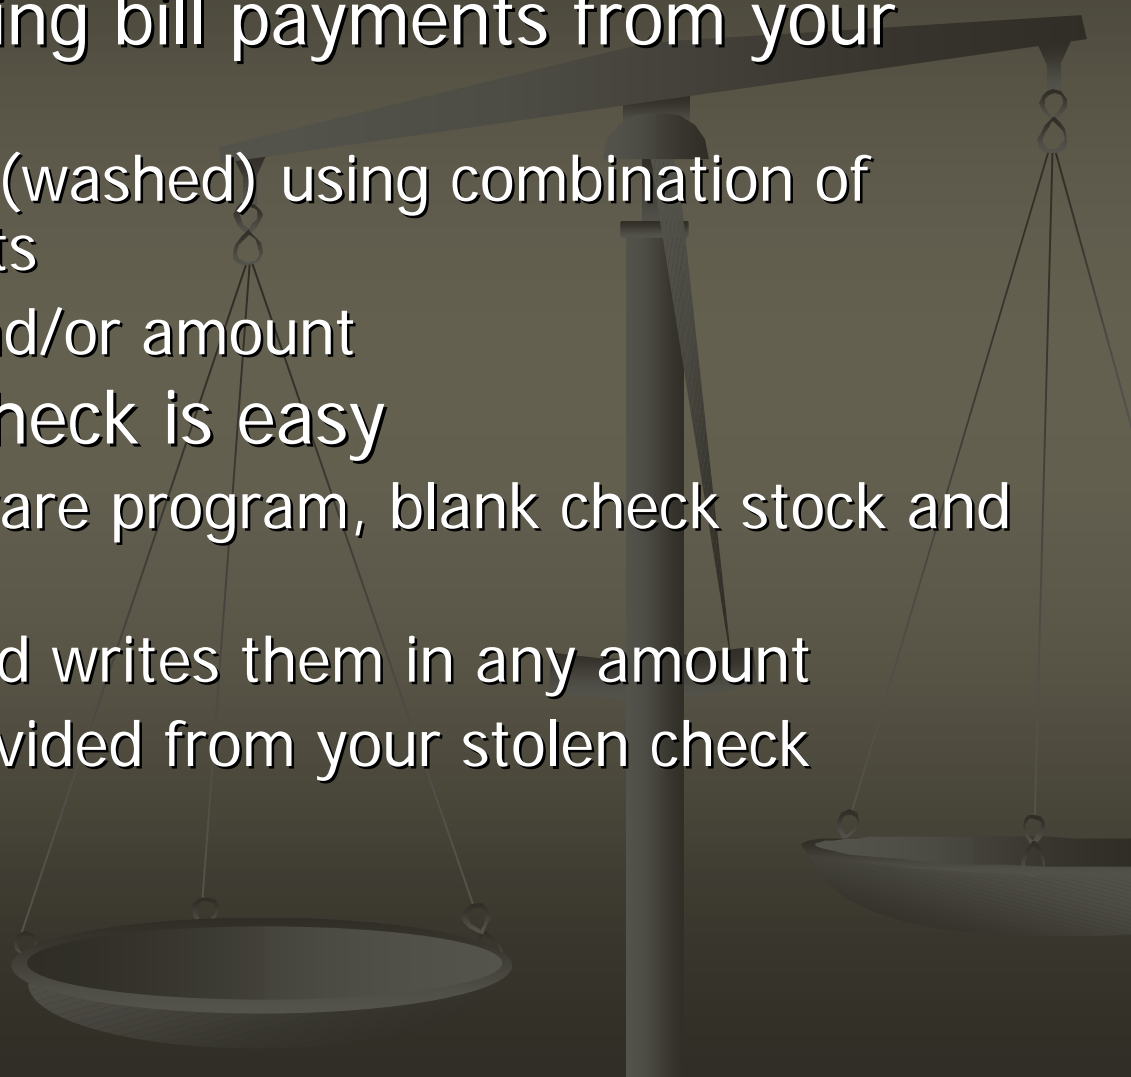 ing bill payments from your
(washed) using combination of
ts
nd/or amount
heck is easy
are program, blank check stock and
d writes them in any amount
vided from your stolen check